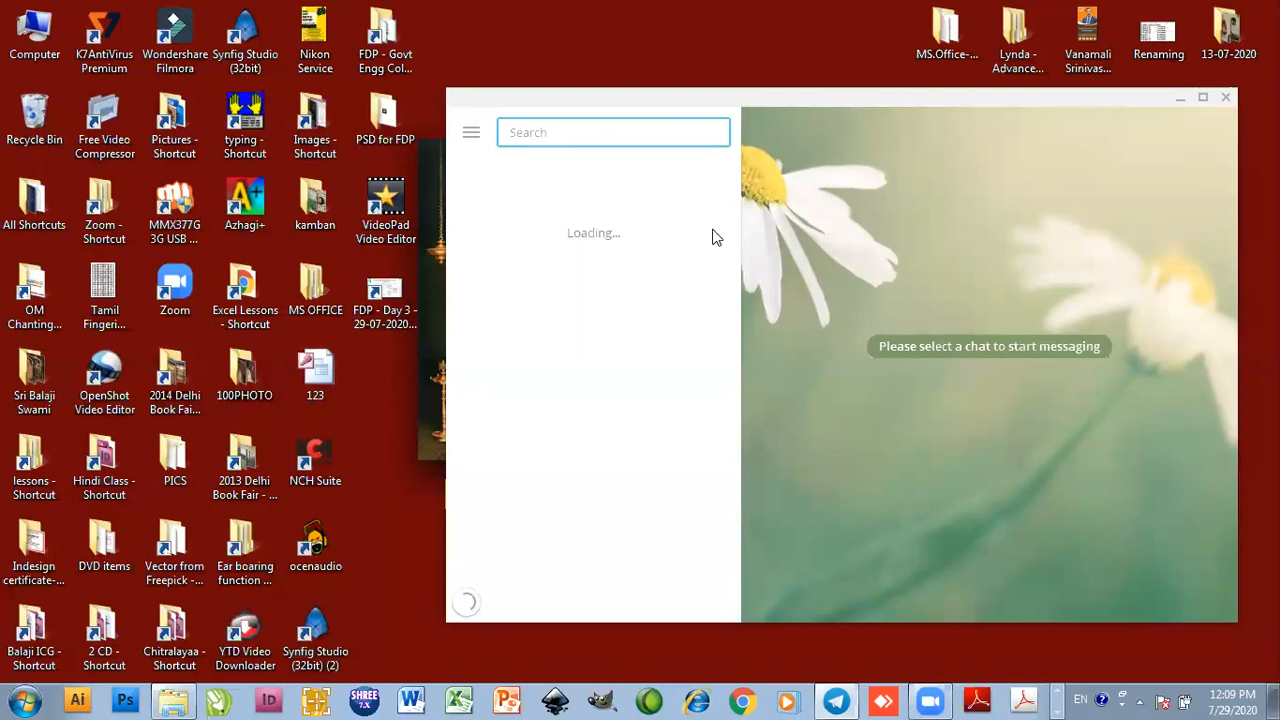 Computer
K7AntiVirus
Premium
Wondershare
Filmora
Synfig Studio
(32bit)
Nikon
Service
FDP - Govt
Engg Col...
MS.Office-...
Lynda -
Advance...
Vanamali
Srinivas...
Renaming
13-07-2020
Recycle Bin
Free Video
Compressor
Pictures -
Shortcut
typing -
Shortcut
Images -
Shortcut
PSD for FDP
Search
All Shortcuts
Zoom -
Shortcut
MMX377G
3G USB ...
Azhagi+
kamban
VideoPad
Video Editor
Loading...
OM
Chanting...
Tamil
Fingeri...
Zoom
Excel Lessons
- Shortcut
MS OFFICE
FDP - Day 3 -
29-07-2020...
Please select a chat to start messaging
Sri Balaji
Swami
OpenShot
Video Editor
2014 Delhi
Book Fai...
100PHOTO
123
lessons -
Shortcut
Hindi Class -
Shortcut
PICS
2013 Delhi
Book Fair - ...
NCH Suite
Indesign
certificate-...
DVD items
Vector from
Freepick -...
Ear boaring
function ...
ocenaudio
Balaji ICG -
Shortcut
2 CD -
Shortcut
Chitralayaa -
Shortcut
YTD Video
Downloader
Synfig Studio
(32bit) (2)
Ai
Ps
Id
SHREE
7.X
EN
12:09 PM
7/29/2020